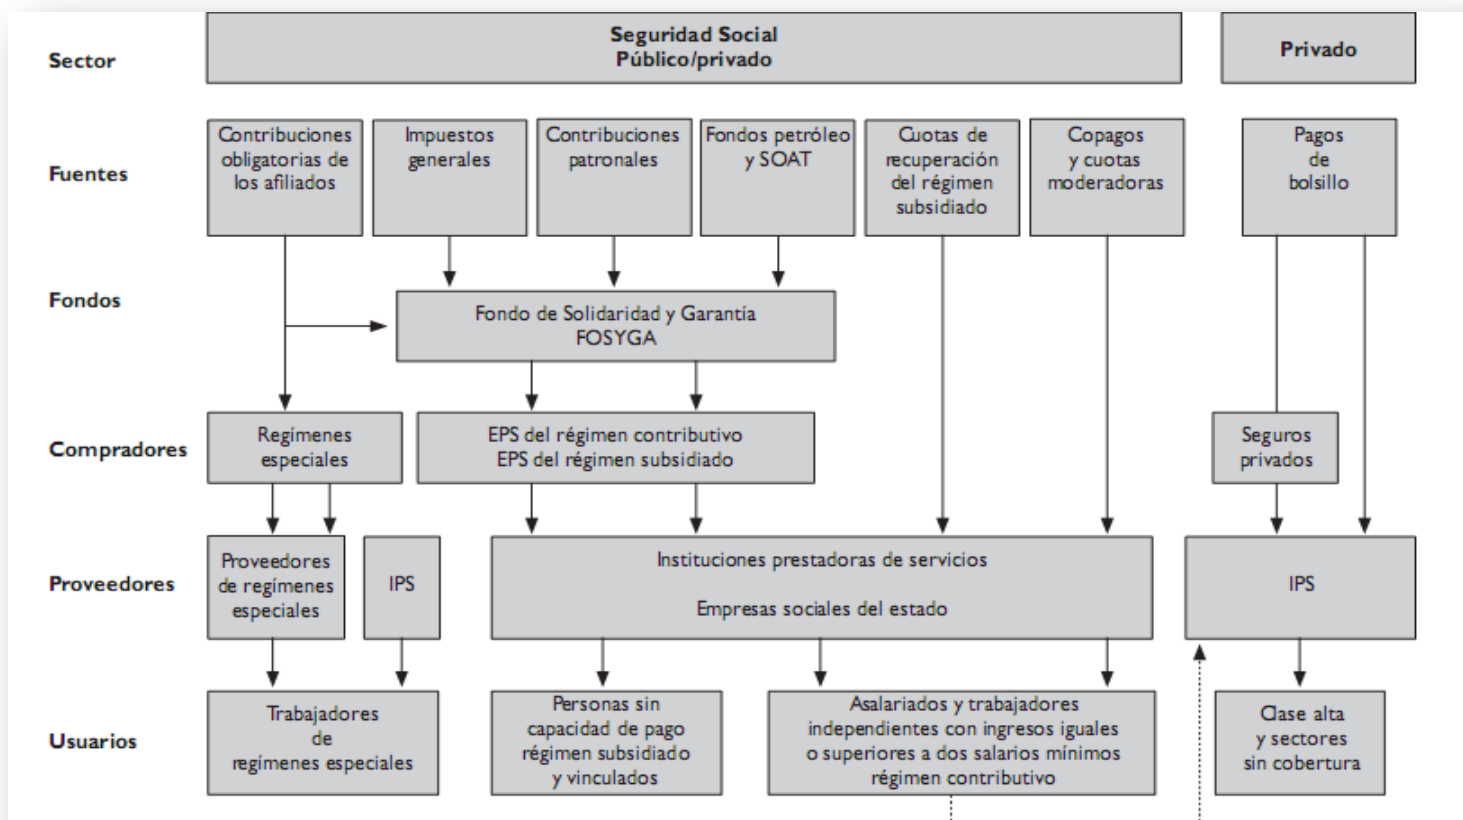 Sector
Seguridad Social
Público/privado
Privado
Fuentes
Contribuciones
obligatorias de
los afiliados
Impuestos
generales
Contribuciones
patronales
Fondos petróleo
y SOAT
Cuotas de
recuperación
del régimen
subsidiado
Copagos
y cuotas
moderadoras
Pagos
de
bolsillo
Fondos
Fondo de Solidaridad y Garantía
FOSYGA
Compradores
Regímenes
especiales
EPS del régimen contributivo
EPS del régimen subsidiado
Seguros
privados
Proveedores
Proveedores
de regímenes
especiales
IPS
Instituciones prestadoras de servicios
Empresas sociales del estado
IPS
Usuarios
Trabajadores
de
regímenes especiales
Personas sin
capacidad de pago
régimen subsidiado
y vinculados
Asalariados y trabajadores
independientes con ingresos iguales
o superiores a dos salarios mínimos
régimen contributivo
Clase alta
y sectores
sin cobertura